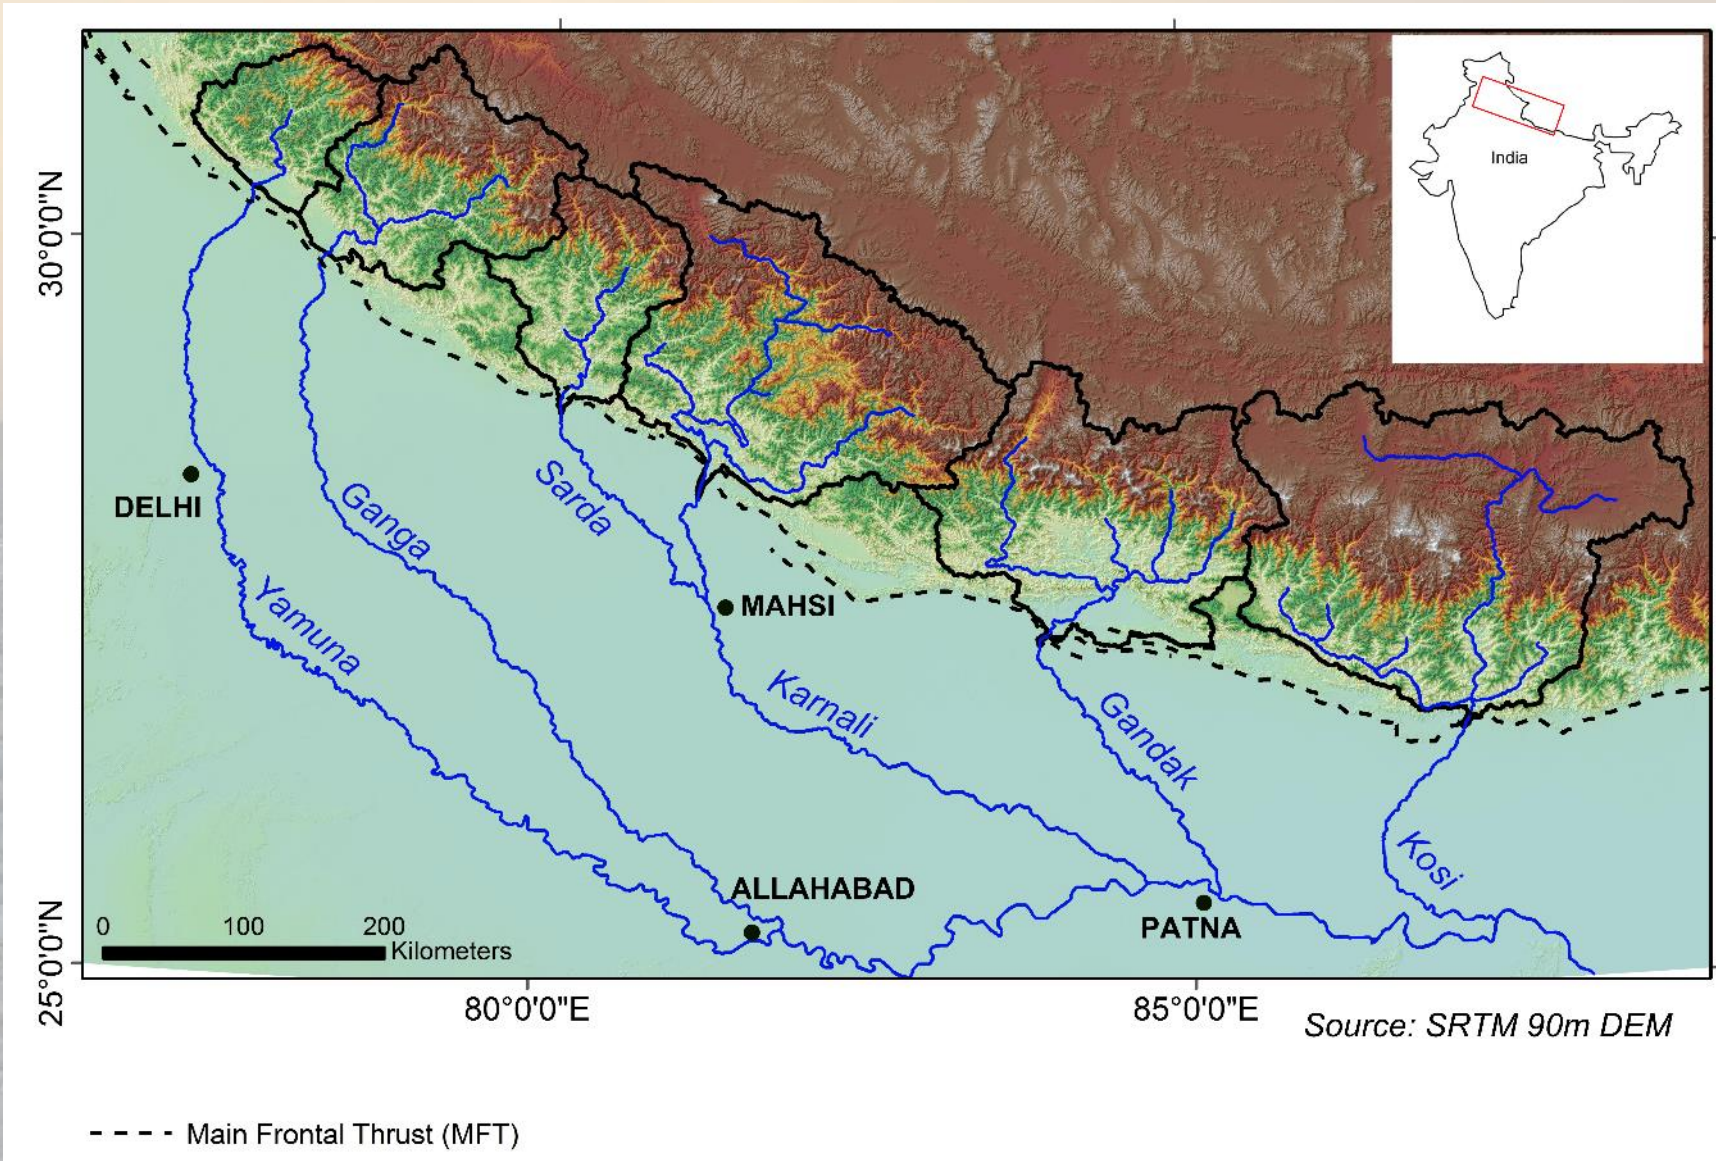 India
30°0'0"N
DELHI
Ganga
Sarda
Yamuna
MAHSI
Karnali
Gandak
Kosi
ALLAHABAD
PATNA
0 100 200
Kilometers
25°0'0"N
80°0'0"E
85°0'0"E
Source: SRTM 90m DEM
Main Frontal Thrust (MFT)